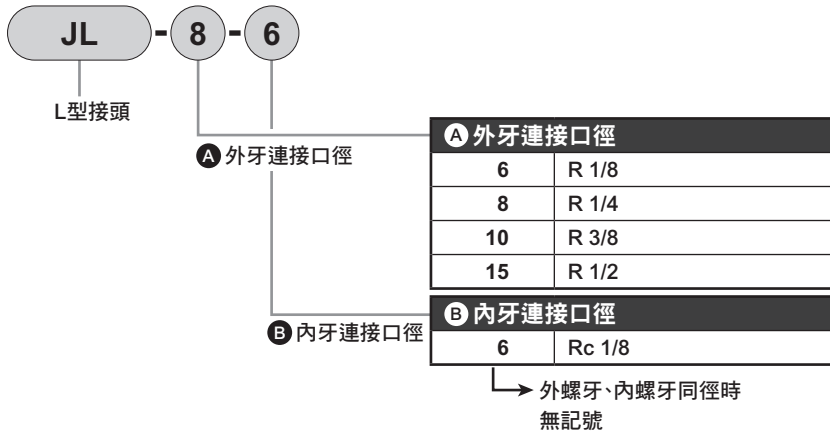 JL - 8 - 6
L型接頭
A 外牙連接口徑
A 外牙連接口徑
6 R 1/8
8 R 1/4
10 R 3/8
15 R 1/2
B 內牙連接口徑
B 內牙連接口徑
6 Rc 1/8
外螺牙、內螺牙同徑時
無記號